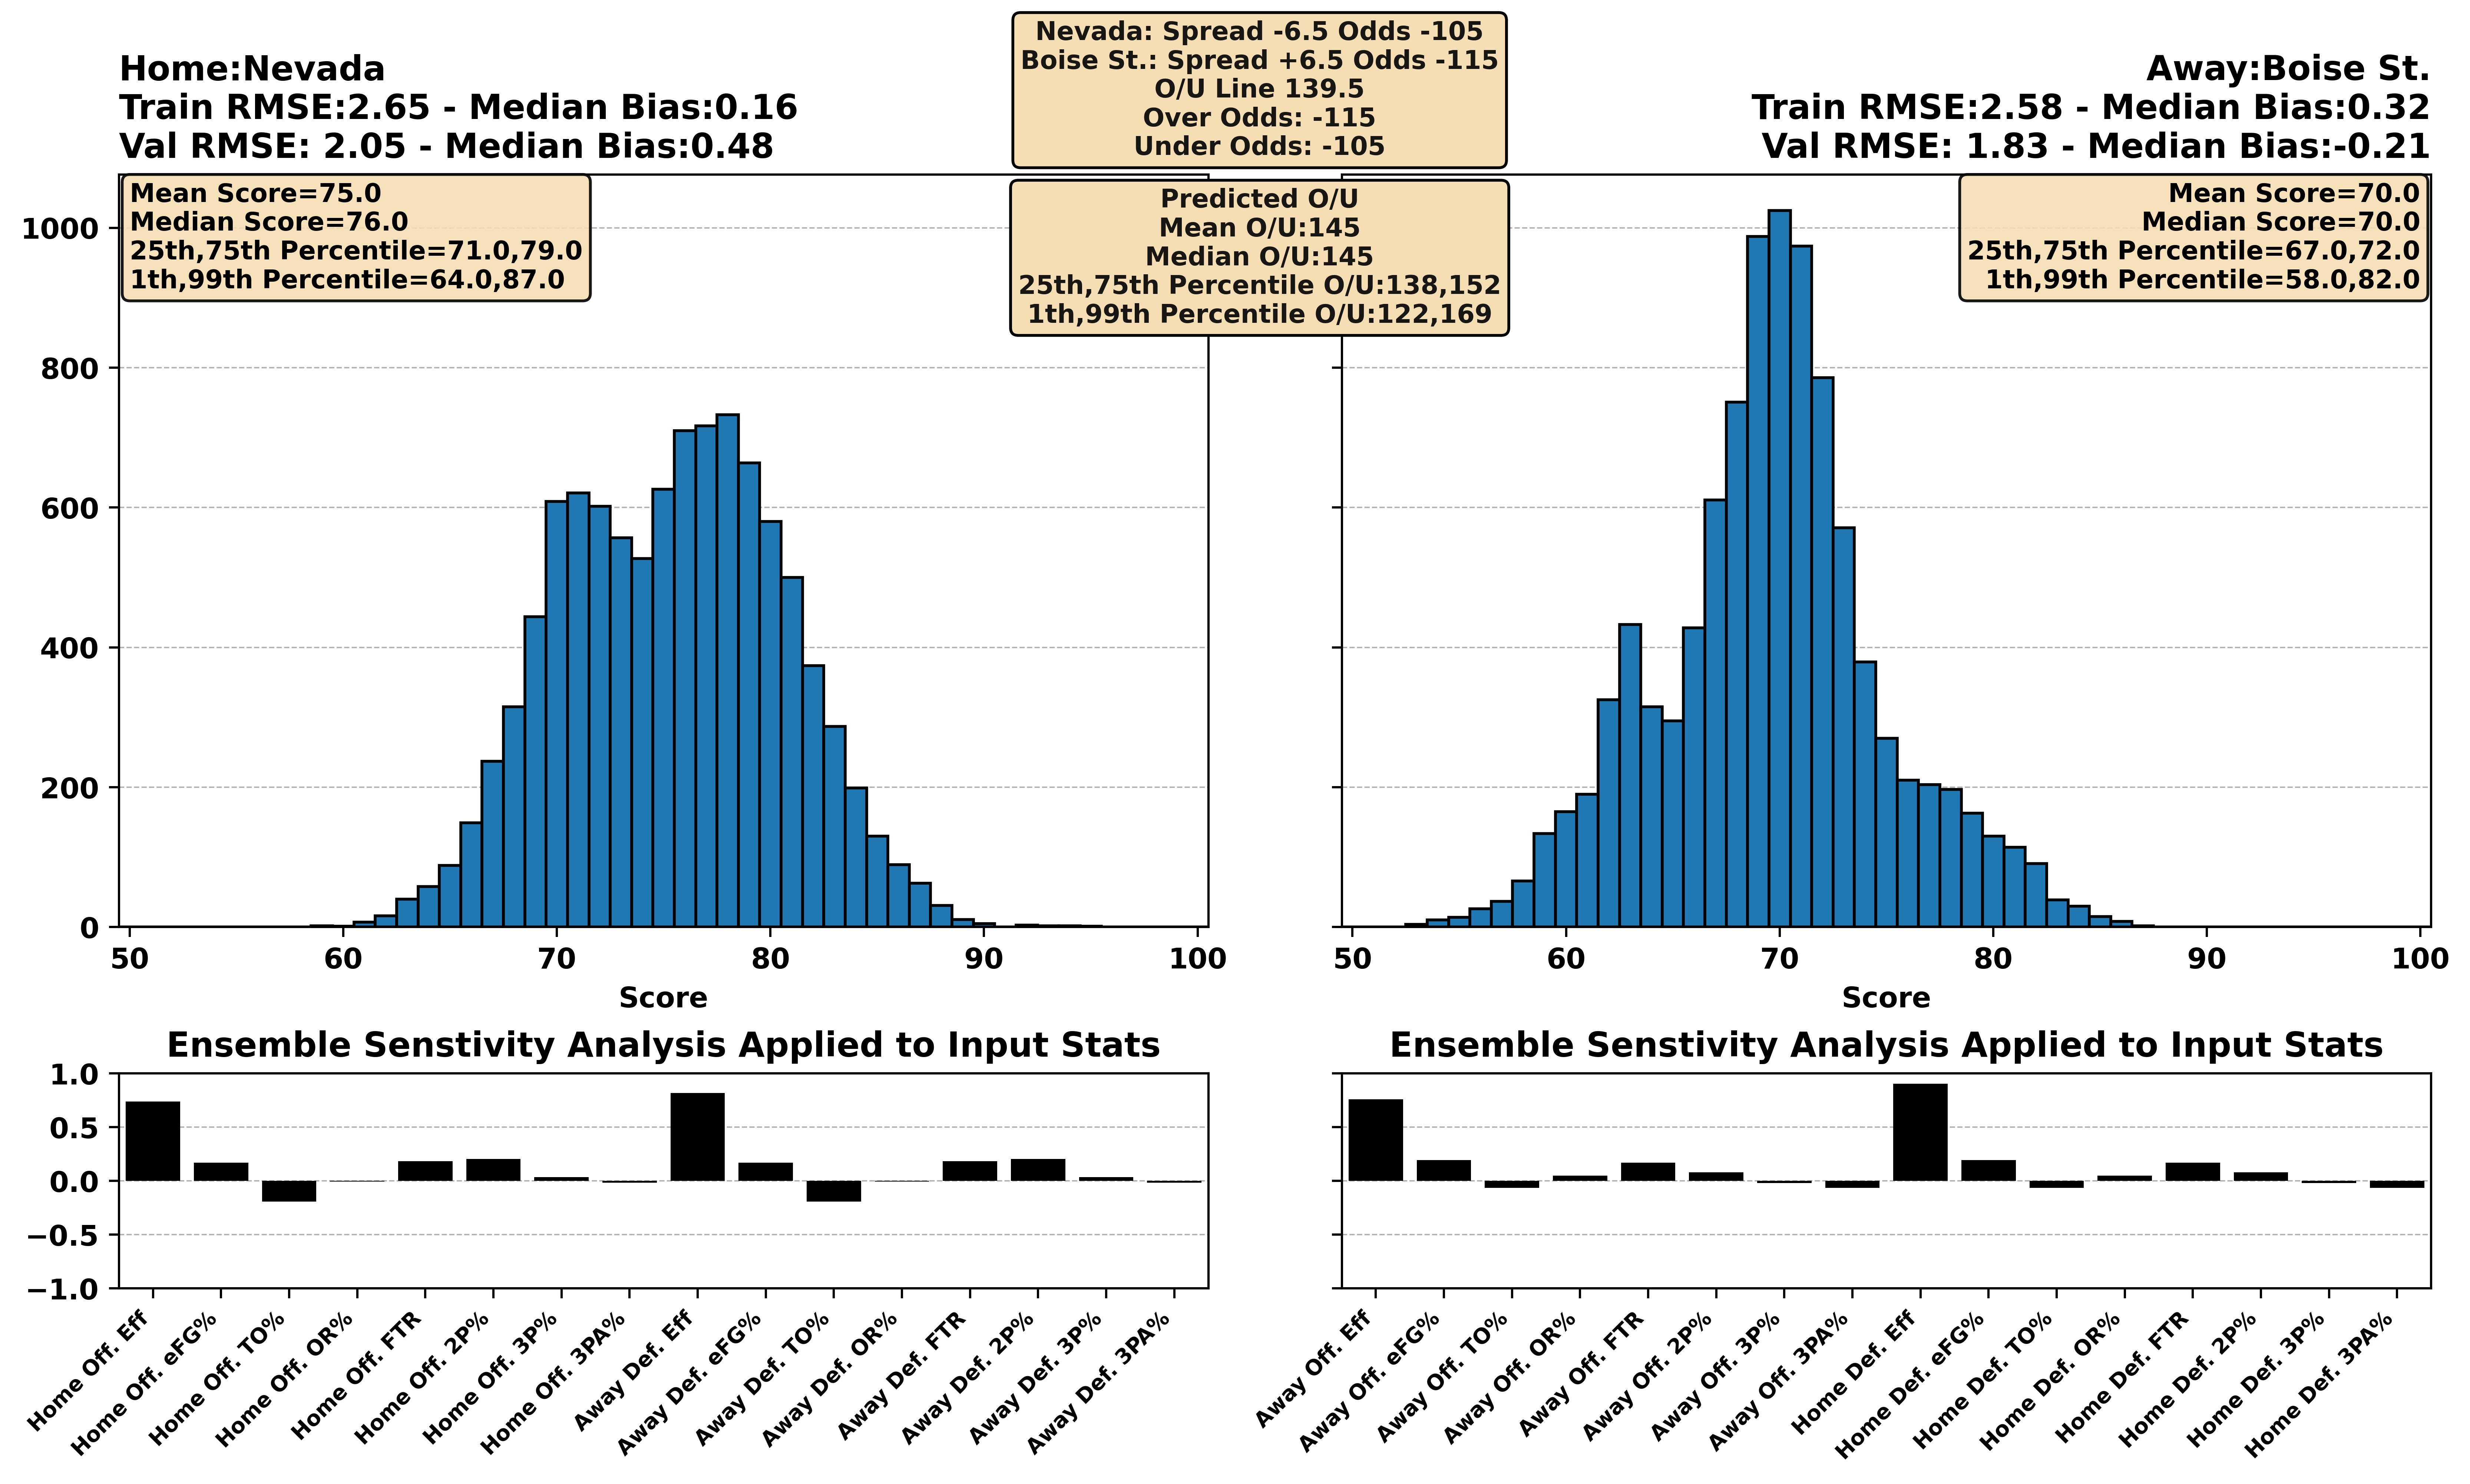 Nevada: Spread -6.5 Odds -105
Boise St.: Spread +6.5 Odds -115
O/U Line 139.5
Over Odds: -115
Under Odds: -105
Home:Nevada
Train RMSE:2.65 - Median Bias:0.16
Val RMSE: 2.05 - Median Bias:0.48
Away:Boise St.
Train RMSE:2.58 - Median Bias:0.32
Val RMSE: 1.83 - Median Bias:-0.21
Mean Score=75.0
Median Score=76.0
25th,75th Percentile=71.0,79.0
1th,99th Percentile=64.0,87.0
Predicted O/U
Mean O/U:145
Median O/U:145
25th,75th Percentile O/U:138,152
1th,99th Percentile O/U:122,169
Mean Score=70.0
Median Score=70.0
25th,75th Percentile=67.0,72.0
1th,99th Percentile=58.0,82.0
1000
800
600
400
200
0
50 60 70 80 90 100
Score
50 60 70 80 90 100
Score
Ensemble Senstivity Analysis Applied to Input Stats
1.0
0.5
0.0
−0.5
−1.0
Home Off. Eff
Home Off. eFG%
Home Off. TO%
Home Off. OR%
Home Off. FTR
Home Off. 2P%
Home Off. 3P%
Home Off. 3PA%
Away Def. Eff
Away Def. eFG%
Away Def. TO%
Away Def. OR%
Away Def. FTR
Away Def. 2P%
Away Def. 3P%
Away Def. 3PA%
Ensemble Senstivity Analysis Applied to Input Stats
Away Off. Eff
Away Off. eFG%
Away Off. TO%
Away Off. OR%
Away Off. FTR
Away Off. 2P%
Away Off. 3P%
Away Off. 3PA%
Home Def. Eff
Home Def. eFG%
Home Def. TO%
Home Def. OR%
Home Def. FTR
Home Def. 2P%
Home Def. 3P%
Home Def. 3PA%